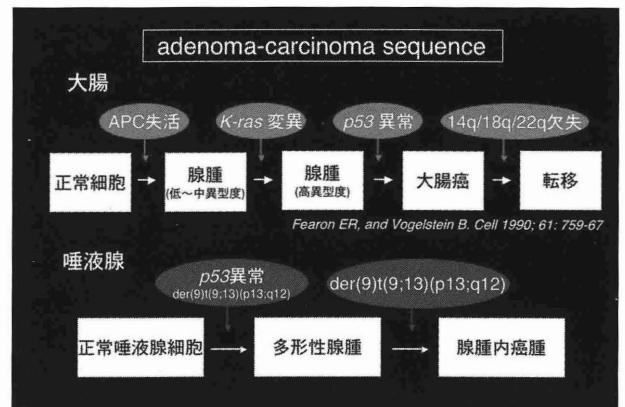 adenoma-carcinoma sequence
大腸
APC失活
K-ras 変異
p53 異常
14q/18q/22q欠失
正常細胞
腺腫
(低～中異型度)
腺腫
(高異型度)
大腸癌
転移
Fearon ER, and Vogelstein B. Cell 1990; 61: 759-67
唾液腺
p53異常
der(9)t(9;13)(p13;q12)
der(9)t(9;13)(p13;q12)
正常唾液腺細胞
多形性腺腫
腺腫内癌腫